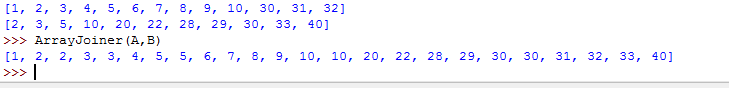 [1, 2, 3, 4, 5, 6, 7, 8, 9, 10, 30, 31, 32]
[2, 3, 5, 10, 20, 22, 28, 29, 30, 33, 40]
>>> ArrayJoiner(A,B)
[1, 2, 2, 3, 3, 4, 5, 5, 6, 7, 8, 9, 10, 10, 20, 22, 28, 29, 30, 30, 31, 32, 33, 40]
>>>